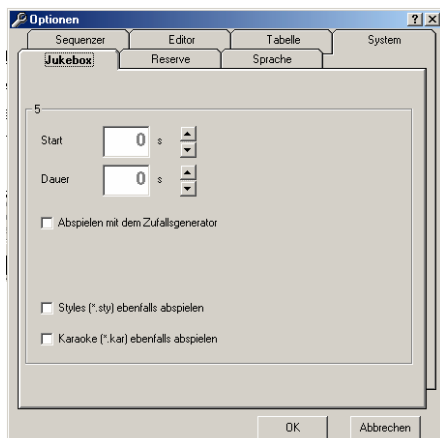 Optionen
Sequenzer Editor Tabelle System
Jukebox Reserve Sprache
5
Start 0 s
Dauer 0 s
Abspielen mit dem Zufallsgenerator
Styles (*.sty) ebenfalls abspielen
Karaoke (*.kar) ebenfalls abspielen
OK Abbrechen